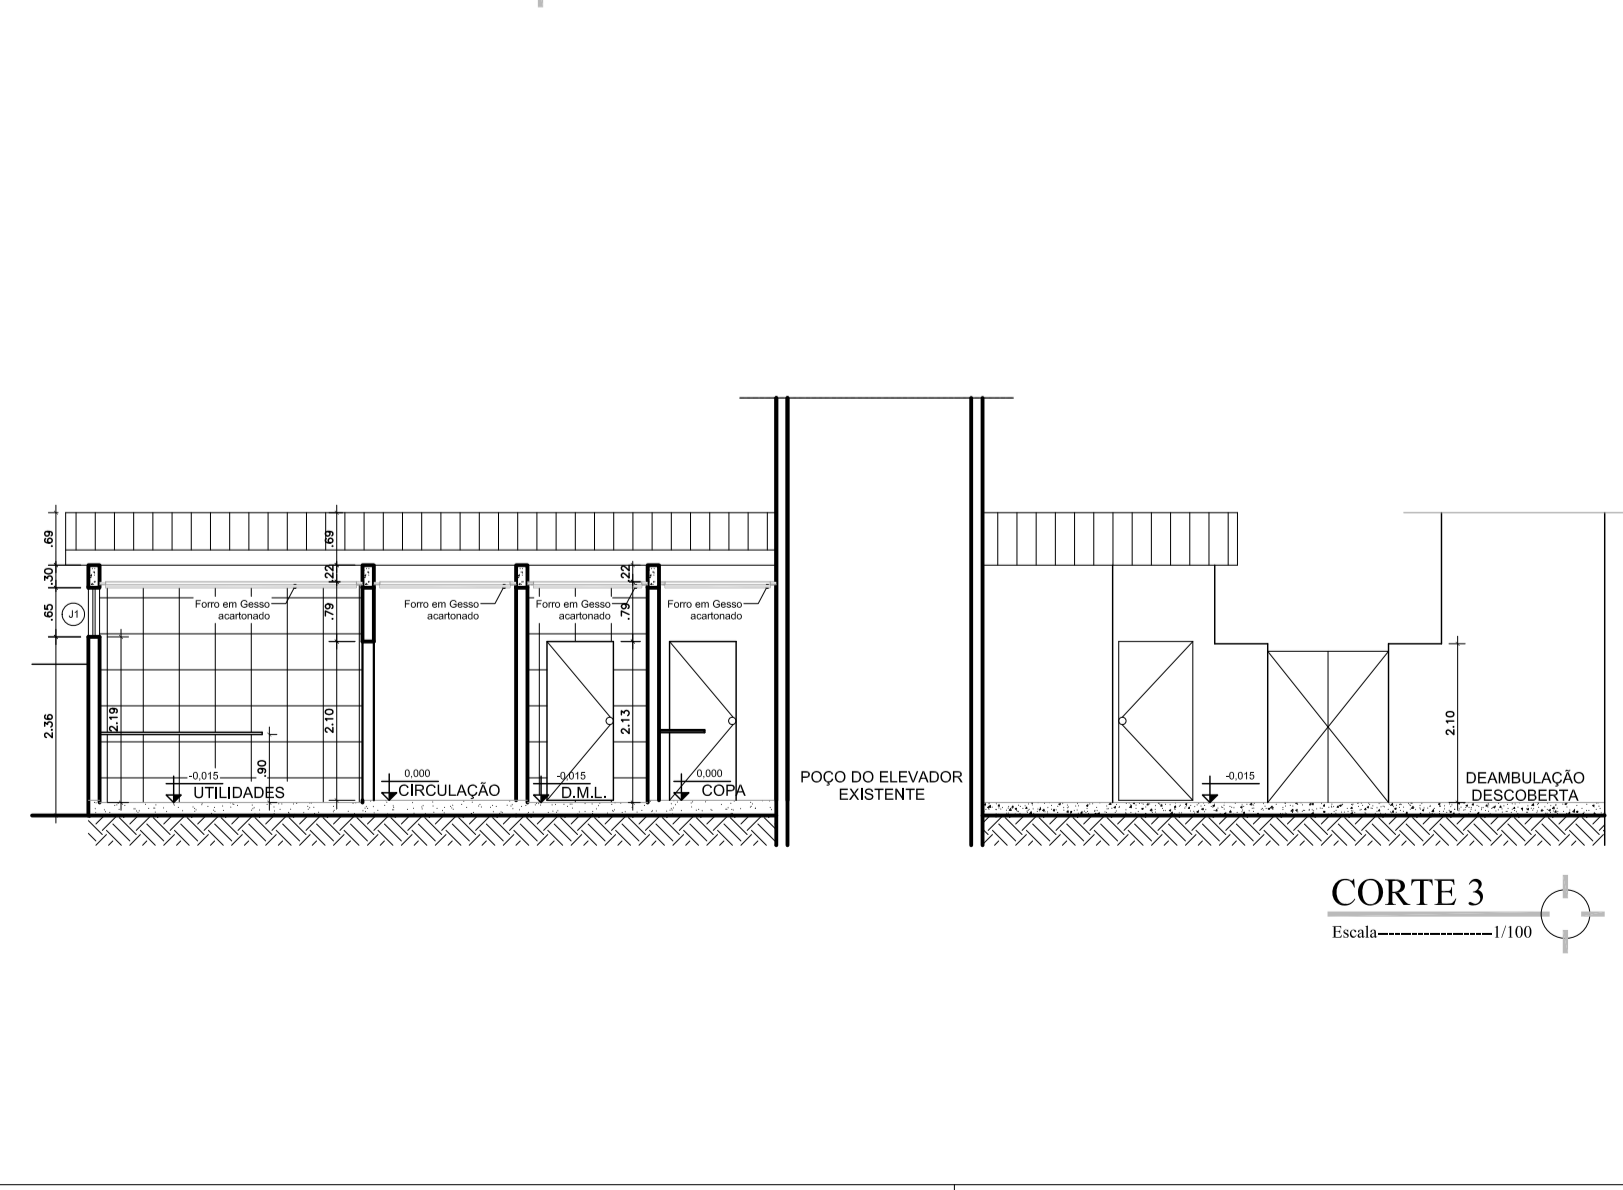 .69
.30
.65
J1
2.36
2.19
.90
.69
.22
.79
2.10
.22
.79
2.13
Forro em Gesso
acartonado
Forro em Gesso
acartonado
Forro em Gesso
acartonado
Forro em Gesso
acartonado
-0,015
UTILIDADES
0,000
CIRCULAÇÃO
-0,015
D.M.L.
0,000
COPA
POÇO DO ELEVADOR
EXISTENTE
-0,015
2.10
DEAMBULAÇÃO
DESCOBERTA
CORTE 3
Escala--------------------1/100